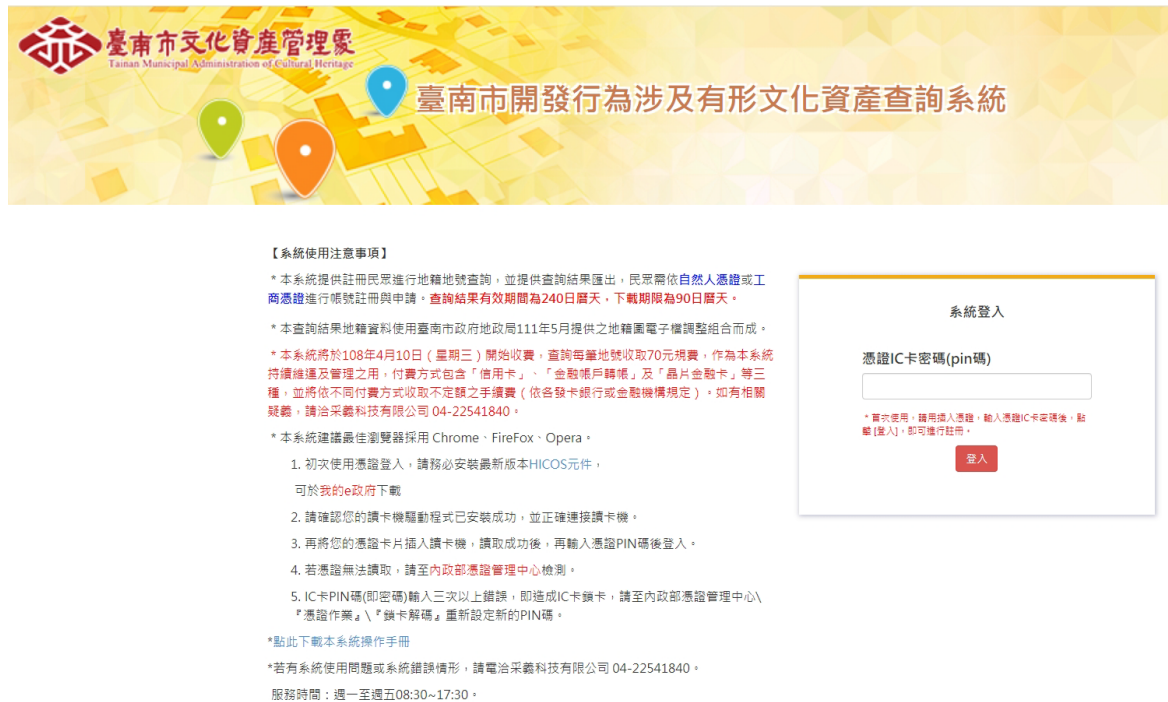 臺南市文化資產管理處
Tainan Municipal Administration of Cultural Heritage
臺南市開發行為涉及有形文化資產查詢系統
【系統使用注意事項】
* 本系統提供註冊民眾進行地籍地號查詢，並提供查詢結果匯出，民眾需依自然人憑證或工
商憑證進行帳號註冊與申請。查詢結果有效期間為240日曆天，下載期限為90日曆天。
* 本查詢結果地籍資料使用臺南市政府地政局111年5月提供之地籍圖電子檔調整組合而成。
* 本系統將於108年4月10日（星期三）開始收費，查詢每筆地號收取70元規費，作為本系統
持續維運及管理之用，付費方式包含「信用卡」、「金融帳戶轉帳」及「晶片金融卡」等三
種，並將依不同付費方式收取不定額之手續費（依各發卡銀行或金融機構規定）。如有相關
疑義，請洽采義科技有限公司 04-22541840。
* 本系統建議最佳瀏覽器採用 Chrome、FireFox、Opera。
1. 初次使用憑證登入，請務必安裝最新版本HICOS元件，
可於我的e政府下載
2. 請確認您的讀卡機驅動程式已安裝成功，並正確連接讀卡機。
3. 再將您的憑證卡片插入讀卡機，讀取成功後，再輸入憑證PIN碼後登入。
4. 若憑證無法讀取，請至內政部憑證管理中心檢測。
5. IC卡PIN碼(即密碼)輸入三次以上錯誤，即造成IC卡鎖卡，請至內政部憑證管理中心\
『憑證作業』\『鎖卡解碼』重新設定新的PIN碼。
*點此下載本系統操作手冊
*若有系統使用問題或系統錯誤情形，請電洽采義科技有限公司 04-22541840。
服務時間：週一至週五08:30~17:30。
系統登入
憑證IC卡密碼(pin碼)
* 首次使用，請用插入憑證，輸入憑證IC卡密碼後，點
擊 [登入]，即可進行註冊。
登入